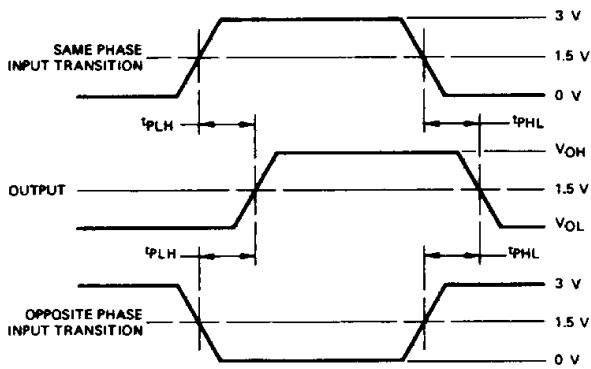 3 V
SAME PHASE
INPUT TRANSITION
1.5 V
0 V
tPLH
tPHL
VOH
OUTPUT
1.5 V
VOL
tPLH
tPHL
3 V
OPPOSITE PHASE
INPUT TRANSITION
1.5 V
0 V